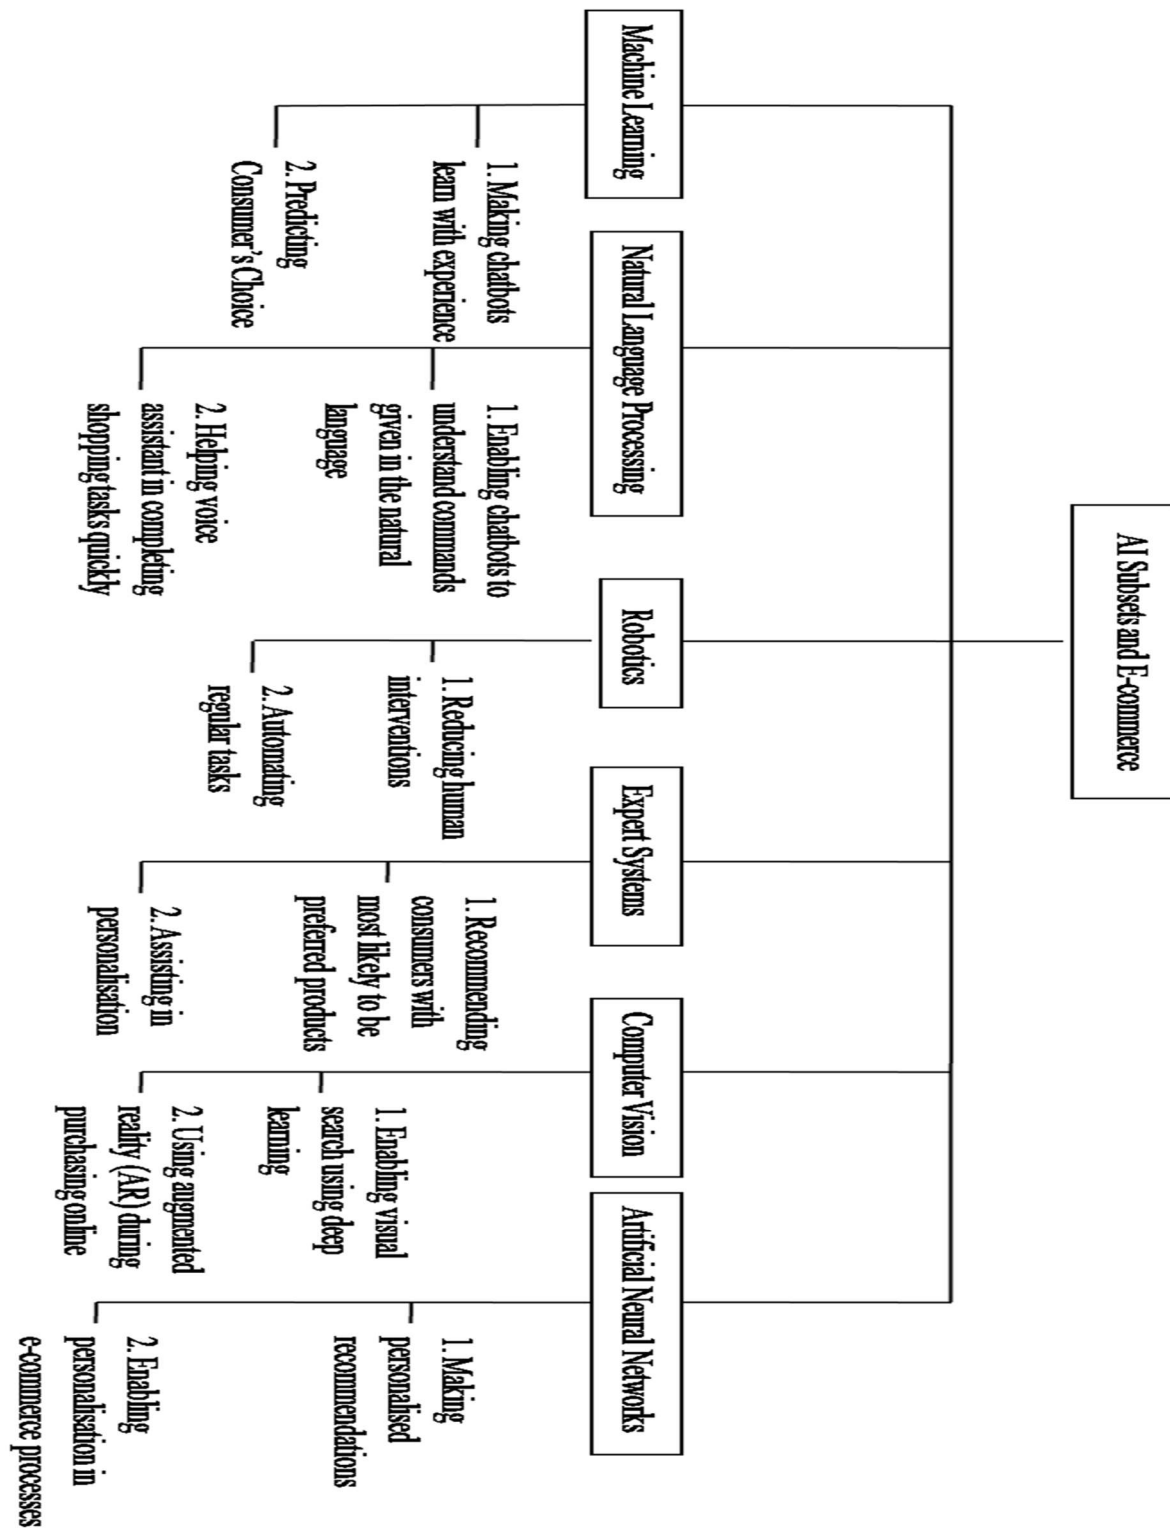 AI Subsets and E-commerce
Machine Learning
1. Making chatbots
learn with experience
2. Predicting
Consumer's Choice
Natural Language Processing
1. Enabling chatbots to
understand commands
given in the natural
language
2. Helping voice
assistant in completing
shopping tasks quickly
Robotics
1. Reducing human
interventions
2. Automating
regular tasks
Expert Systems
1. Recommending
consumers with
most likely to be
preferred products
2. Assisting in
personalisation
Computer Vision
1. Enabling visual
search using deep
learning
2. Using augmented
reality (AR) during
purchasing online
Artificial Neural Networks
1. Making
personalised
recommendations
2. Enabling
personalisation in
e-commerce processes